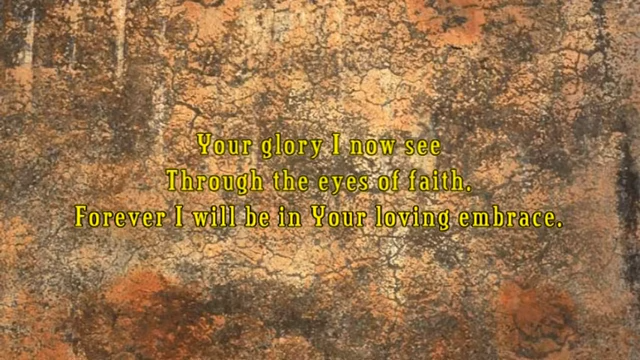 Your glory I now see
Through the eyes of faith.
Forever I will be in Your loving embrace.